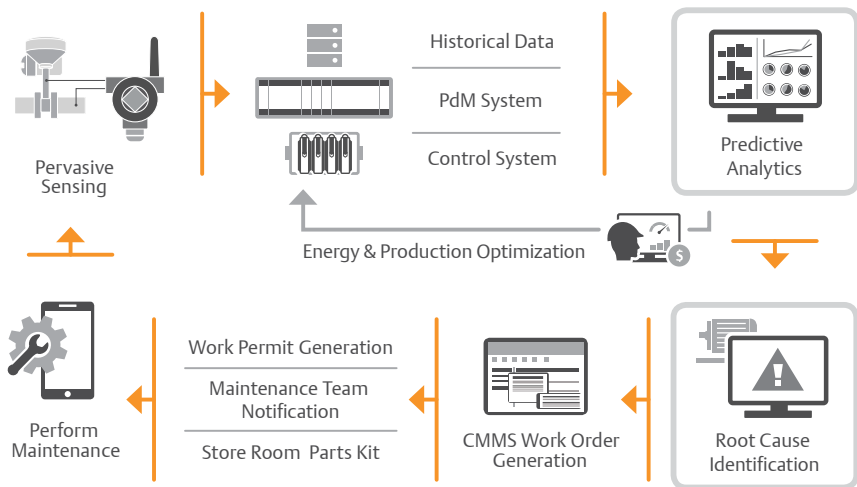 Pervasive
Sensing
Historical Data
PdM System
Control System
Predictive
Analytics
Energy & Production Optimization
$
Perform
Maintenance
Work Permit Generation
Maintenance Team
Notification
Store Room Parts Kit
CMMS Work Order
Generation
!
Root Cause
Identification